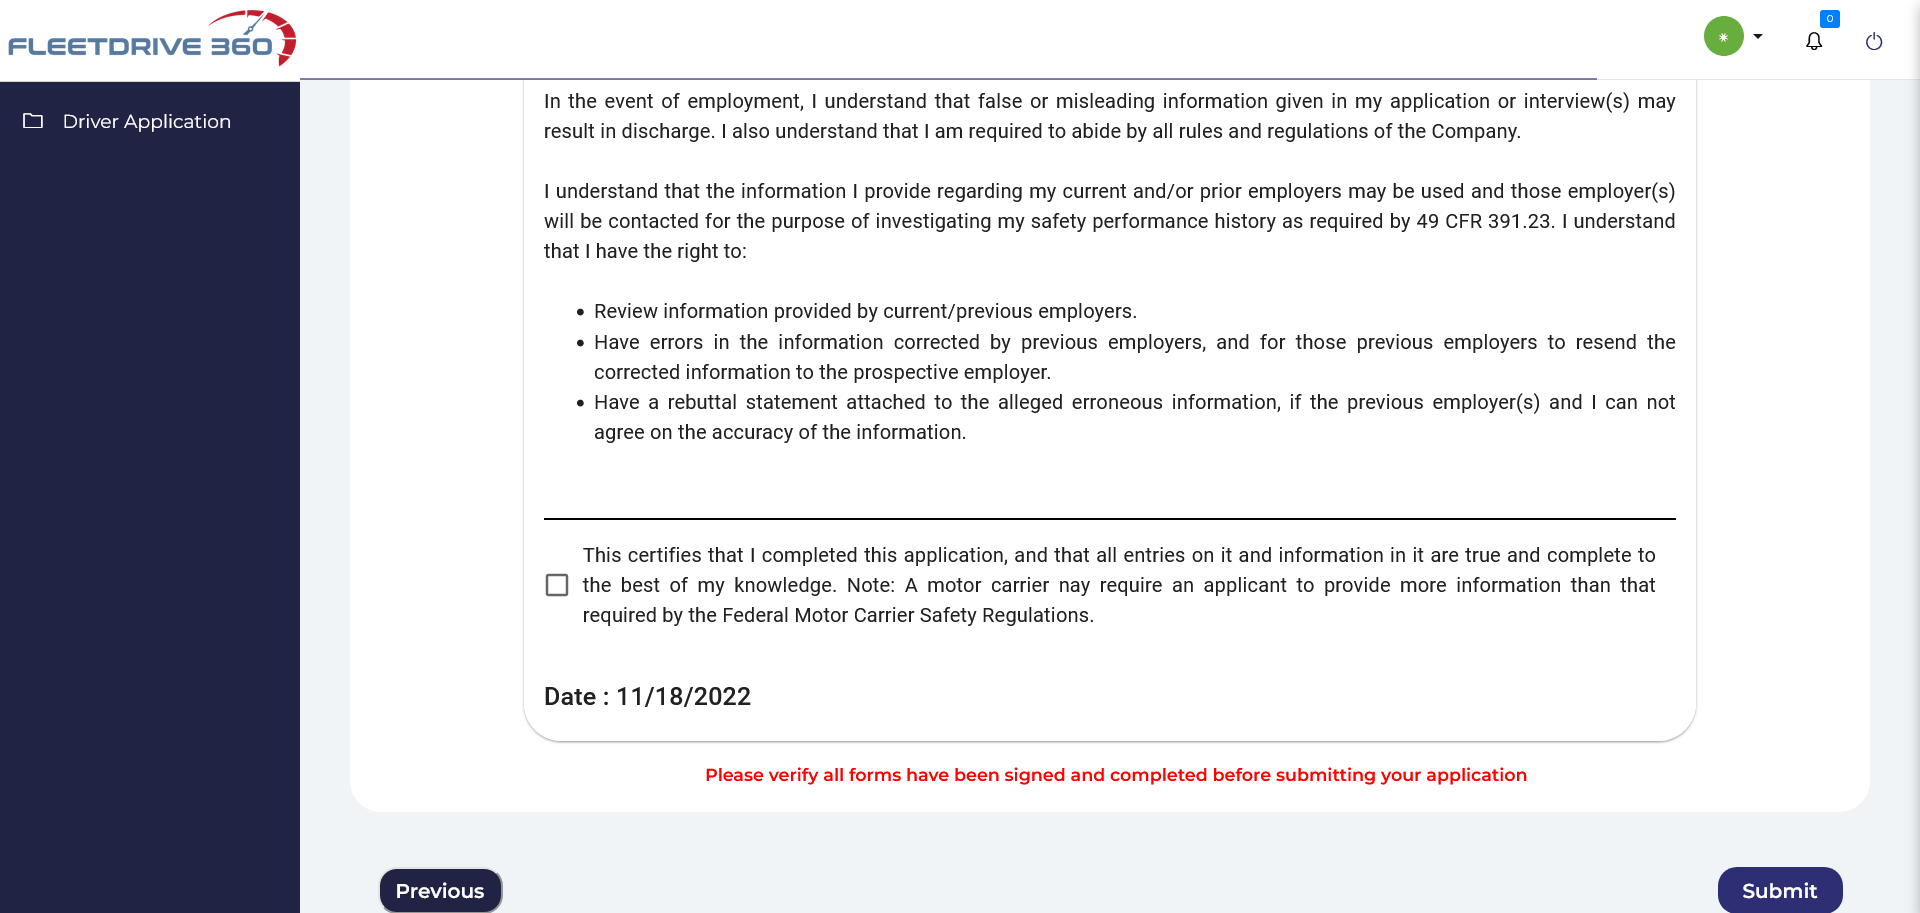 FLEETDRIVE 360
0
Driver Application
In the event of employment, I understand that false or misleading information given in my application or interview(s) may
result in discharge. I also understand that I am required to abide by all rules and regulations of the Company.
I understand that the information I provide regarding my current and/or prior employers may be used and those employer(s)
will be contacted for the purpose of investigating my safety performance history as required by 49 CFR 391.23. I understand
that I have the right to:
• Review information provided by current/previous employers.
• Have errors in the information corrected by previous employers, and for those previous employers to resend the
corrected information to the prospective employer.
• Have a rebuttal statement attached to the alleged erroneous information, if the previous employer(s) and I can not
agree on the accuracy of the information.
This certifies that I completed this application, and that all entries on it and information in it are true and complete to
the best of my knowledge. Note: A motor carrier nay require an applicant to provide more information than that
required by the Federal Motor Carrier Safety Regulations.
Date : 11/18/2022
Please verify all forms have been signed and completed before submitting your application
Previous
Submit